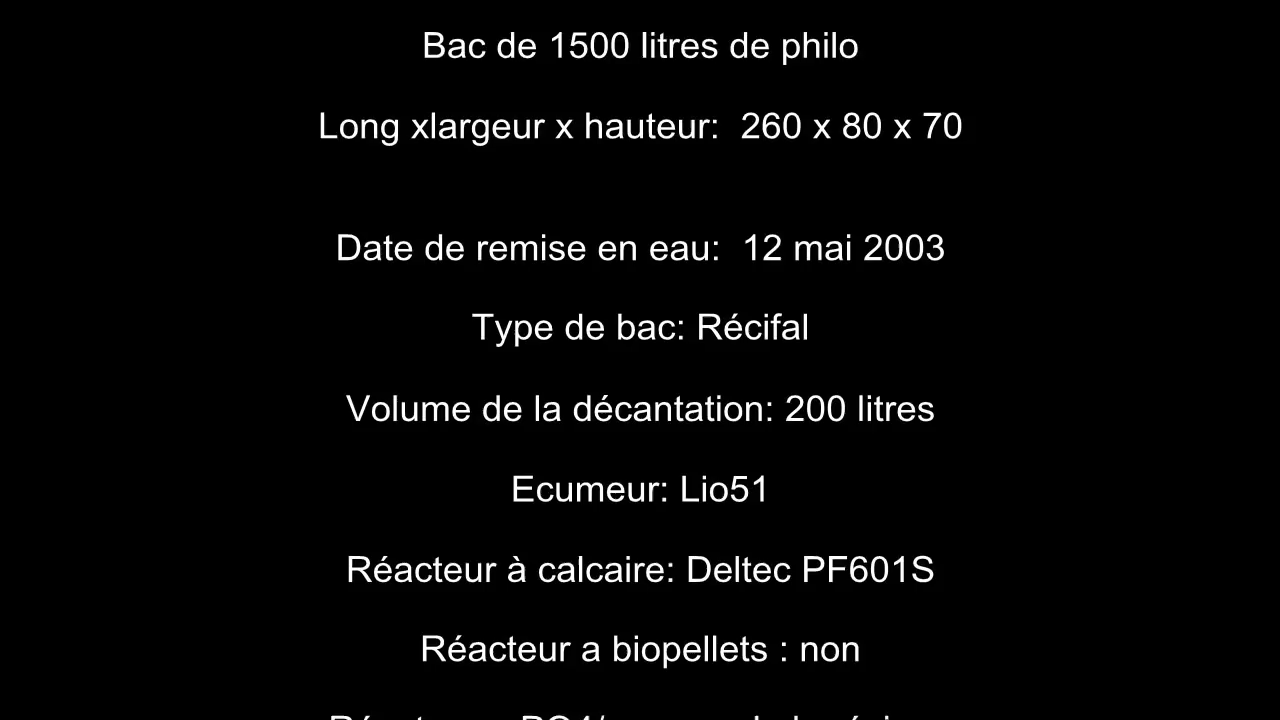 Bac de 1500 litres de philo
Long xlargeur x hauteur:  260 x 80 x 70
Date de remise en eau:  12 mai 2003
Type de bac: Récifal
Volume de la décantation: 200 litres
Ecumeur: Lio51
Réacteur à calcaire: Deltec PF601S
Réacteur a biopellets : non